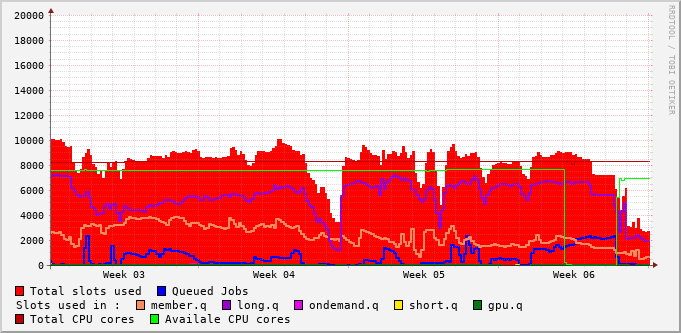 20000
18000
16000
14000
12000
10000
8000
6000
4000
2000
0
Week 03 Week 04 Week 05 Week 06
RRDTOOL / TOBI OETIKER
Total slots used Queued Jobs
Slots used in : member.q long.q ondemand.q short.q gpu.q
Total CPU cores Availale CPU cores